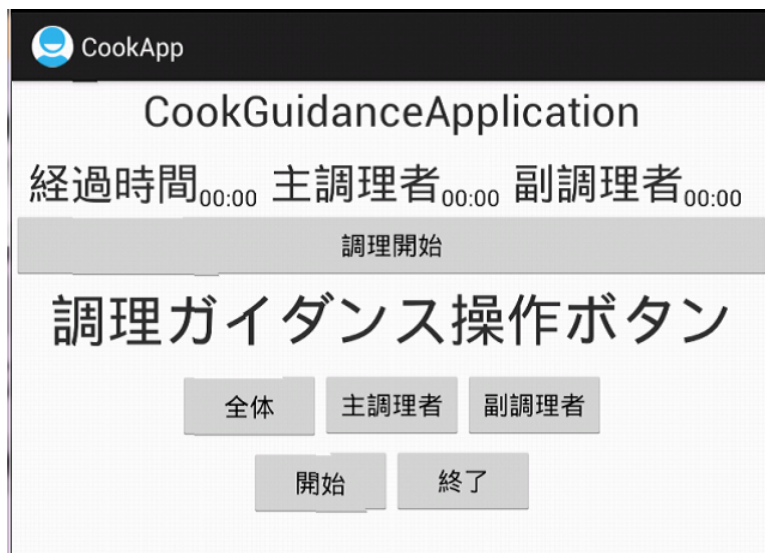 CookApp
CookGuidanceApplication
経過時間00:00 主調理者00:00 副調理者00:00
調理開始
調理ガイダンス操作ボタン
全体 主調理者 副調理者
開始 終了